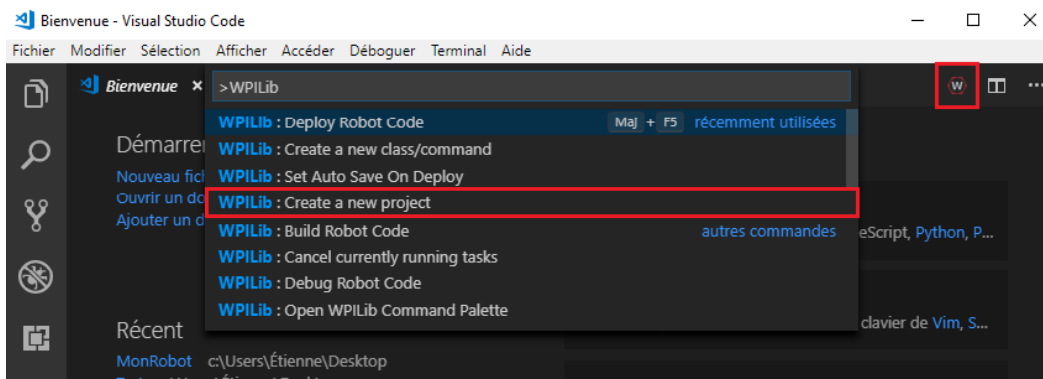 Bienvenue - Visual Studio Code
Fichier Modifier Sélection Afficher Accéder Déboguer Terminal Aide
Bienvenue
>WPILib
W
WPILib : Deploy Robot Code Maj + F5 récemment utilisées
WPILib : Create a new class/command
WPILib : Set Auto Save On Deploy
WPILib : Create a new project
WPILib : Build Robot Code autres commandes
WPILib : Cancel currently running tasks
WPILib : Debug Robot Code
WPILib : Open WPILib Command Palette
Démarrer
Nouveau fich
Ouvrir un do
Ajouter un d
eScript, Python, P...
clavier de Vim, S...
Récent
MonRobot c:\Users\Étienne\Desktop